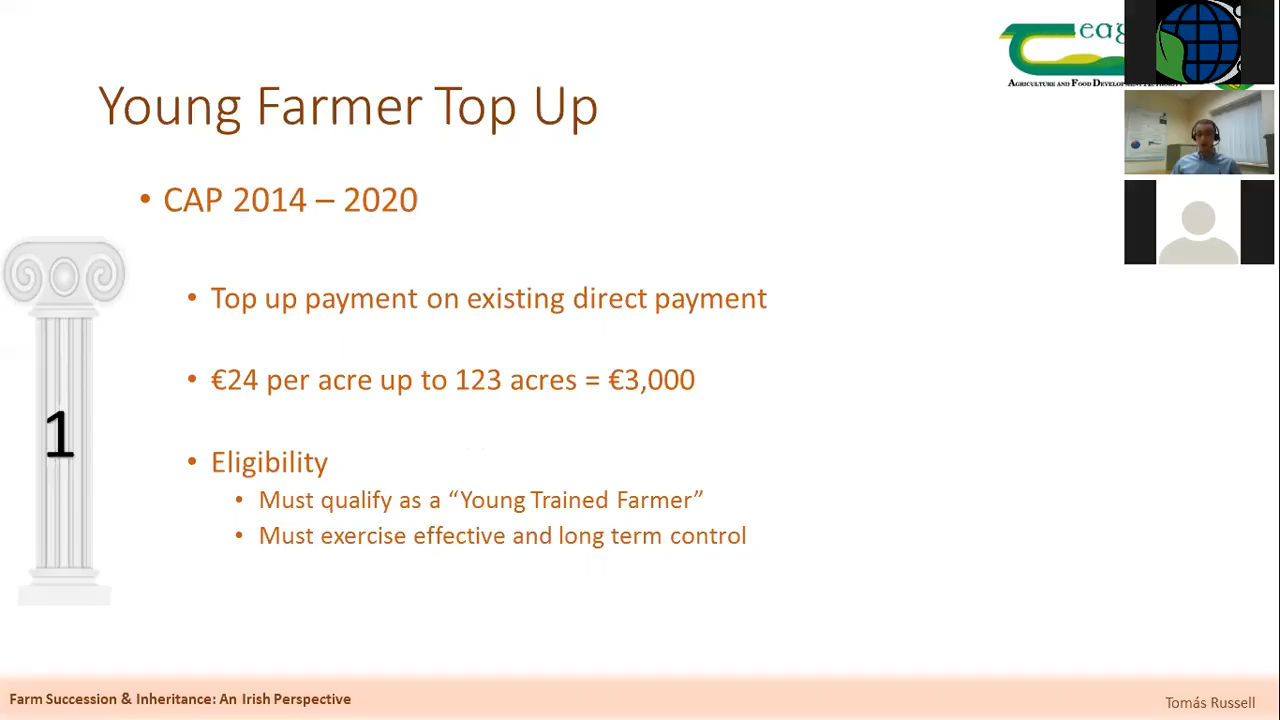 Young Farmer Top Up
• CAP 2014 – 2020
• Top up payment on existing direct payment
• €24 per acre up to 123 acres = €3,000
• Eligibility
• Must qualify as a “Young Trained Farmer”
• Must exercise effective and long term control
1
eag
AGRICULTURE AND FOOD DEVELOPMENT AUTHORITY
Farm Succession & Inheritance: An Irish Perspective
Tomás Russell